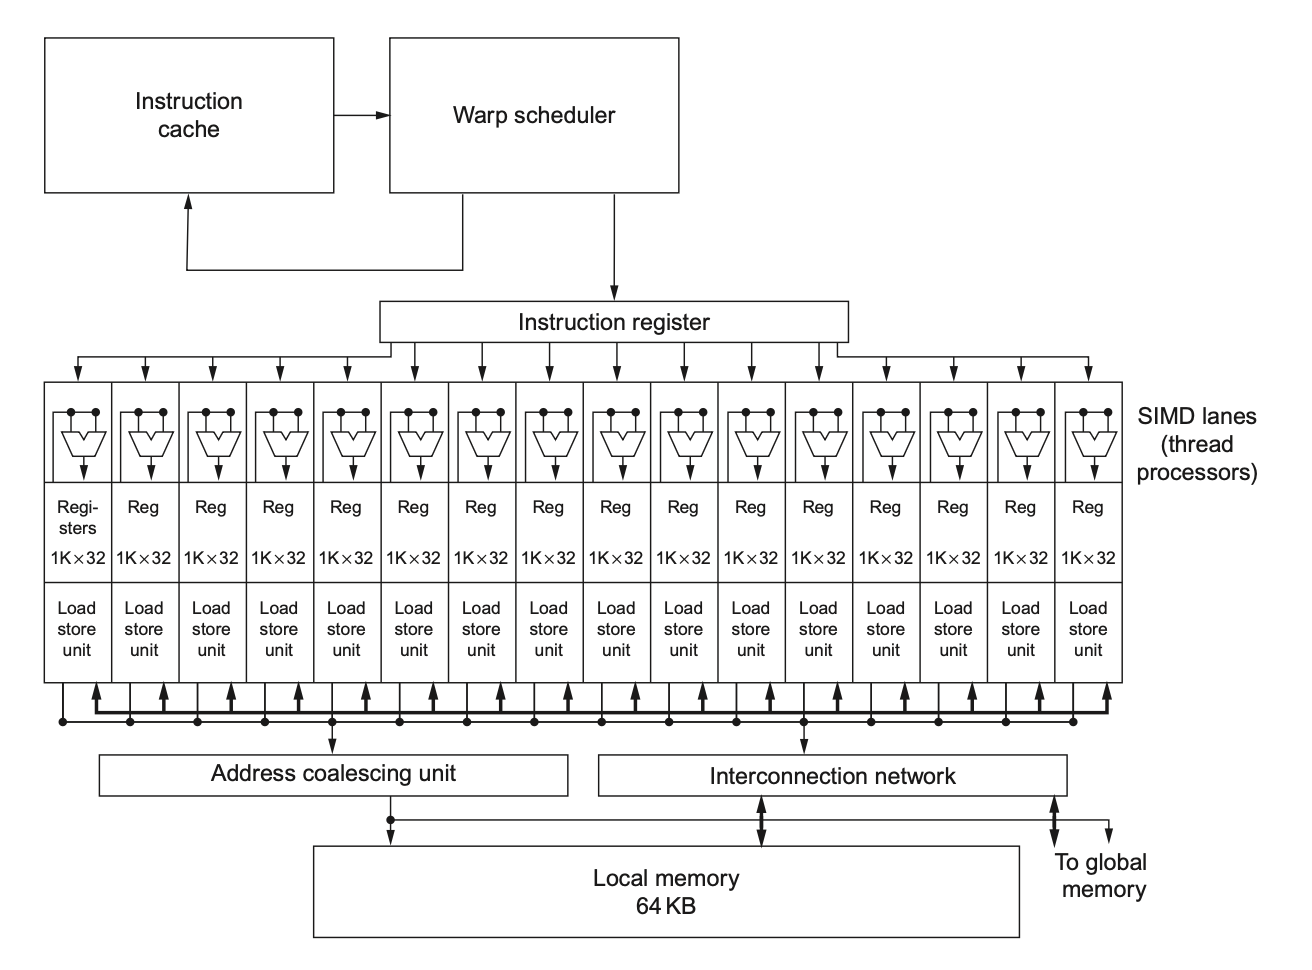 Instruction
cache
Warp scheduler
Instruction register
SIMD lanes
(thread
processors)
Regi-
sters
Reg Reg Reg Reg Reg Reg Reg Reg Reg Reg Reg Reg Reg Reg Reg
1K×32 1K×32 1K×32 1K×32 1K×32 1K×32 1K×32 1K×32 1K×32 1K×32 1K×32 1K×32 1K×32 1K×32 1K×32 1K×32
Load Load Load Load Load Load Load Load Load Load Load Load Load Load Load Load
store store store store store store store store store store store store store store store store
unit unit unit unit unit unit unit unit unit unit unit unit unit unit unit unit
Address coalescing unit
Interconnection network
To global
memory
Local memory
64 KB